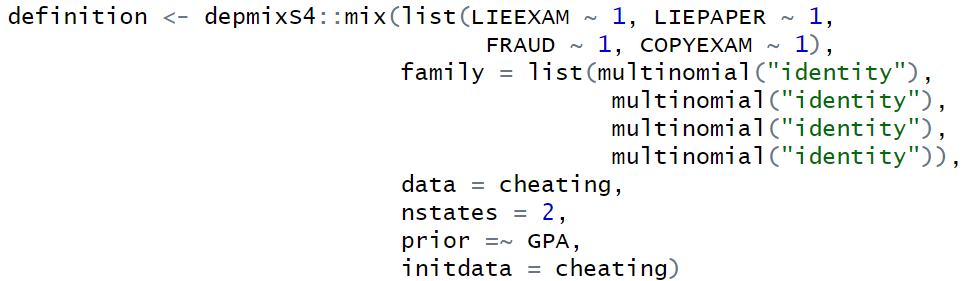 definition <- depmixS4::mix(list(LIEEXAM ~ 1, LIEPAPER ~ 1,
FRAUD ~ 1, COPYEXAM ~ 1),
family = list(multinomial("identity"),
multinomial("identity"),
multinomial("identity"),
multinomial("identity")),
data = cheating,
nstates = 2,
prior =~ GPA,
initdata = cheating)